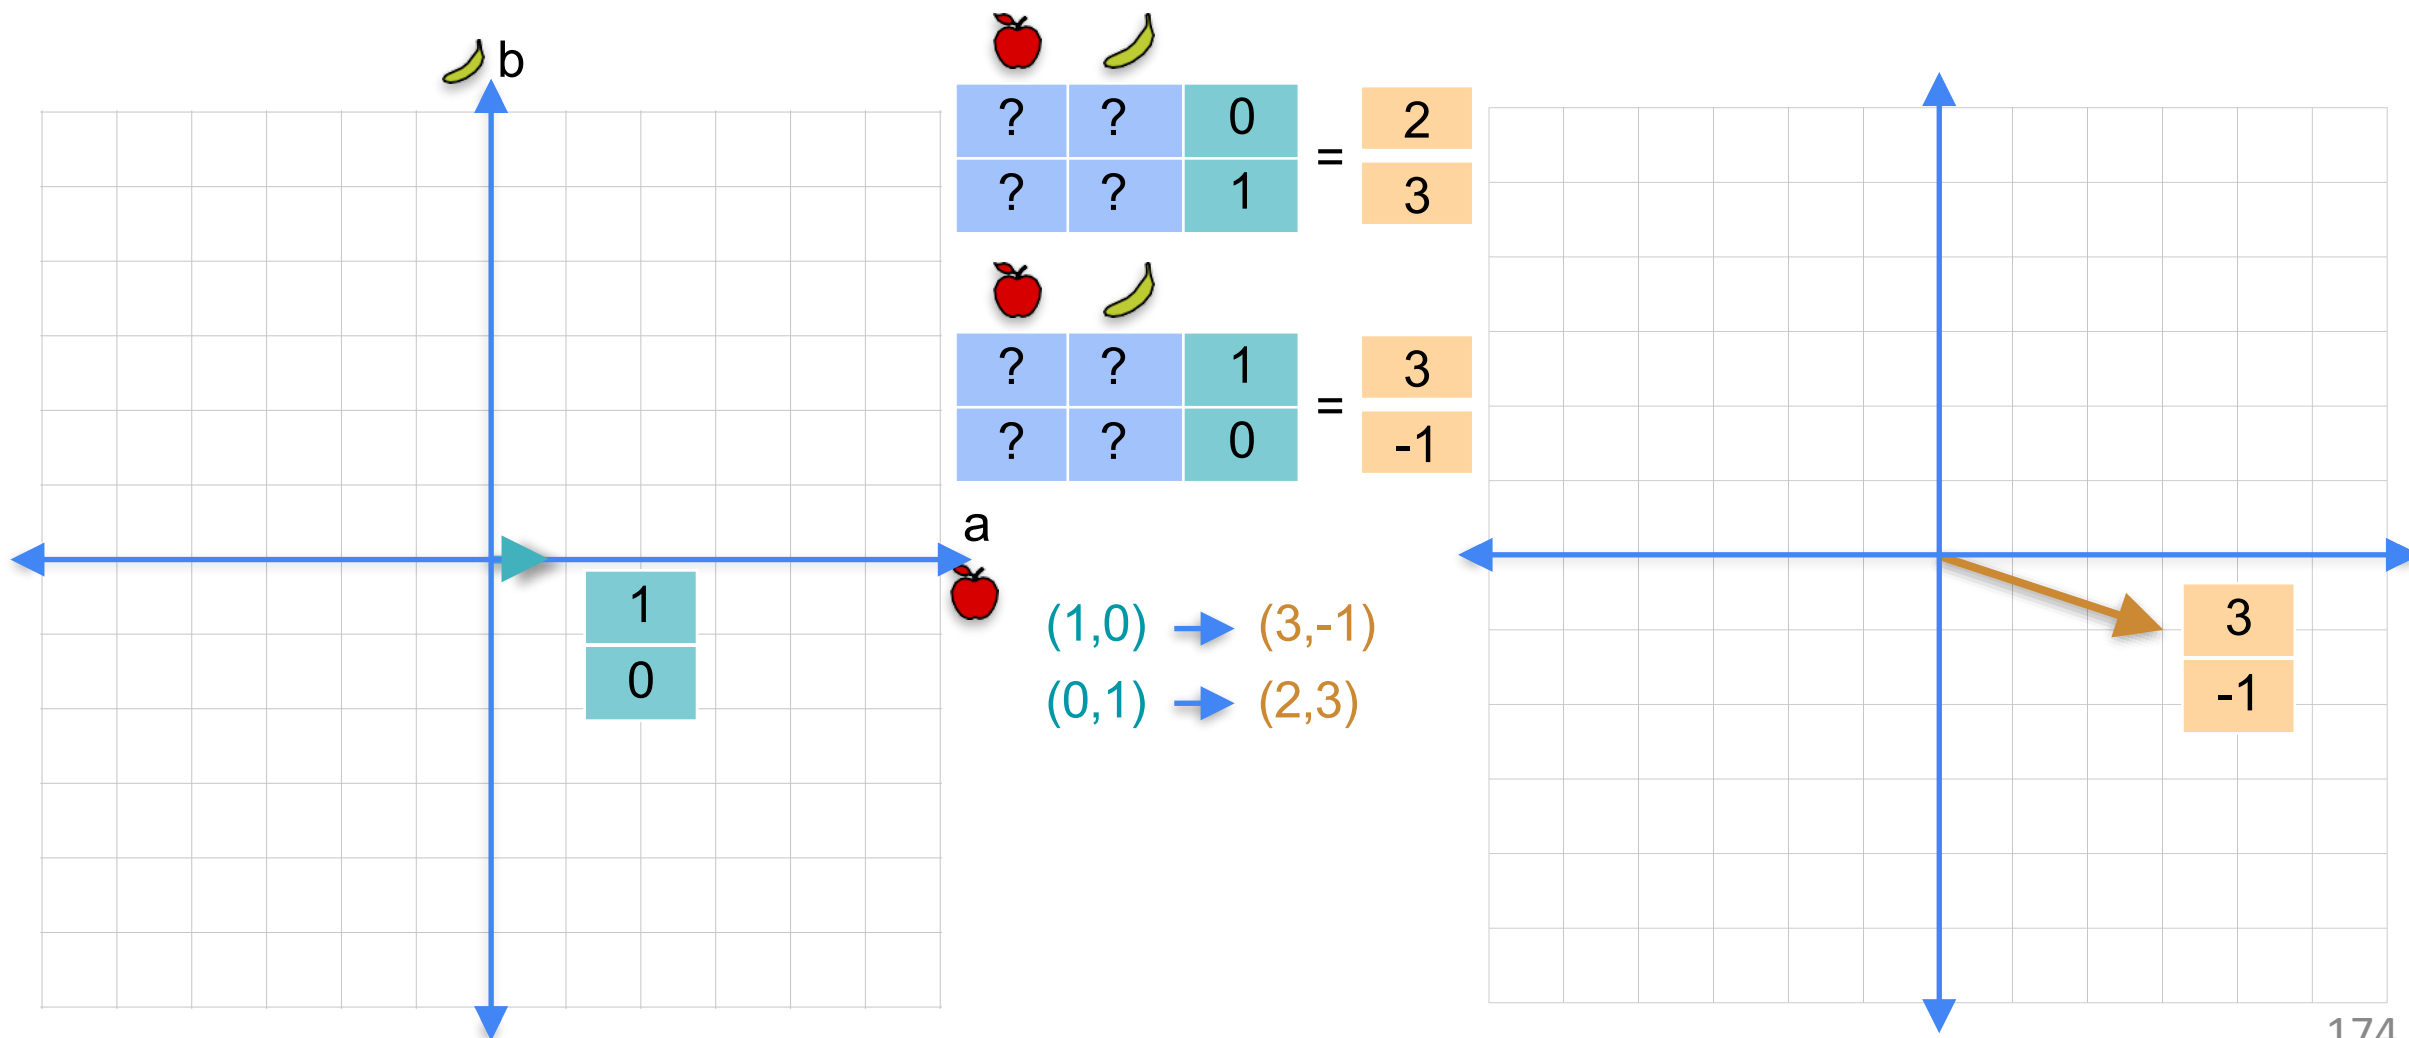 b
? ? 0 = 2
? ? 1 3
? ? 1 = 3
? ? 0 -1
a
1
0
(1,0) (3,-1)
(0,1) (2,3)
3
-1
174